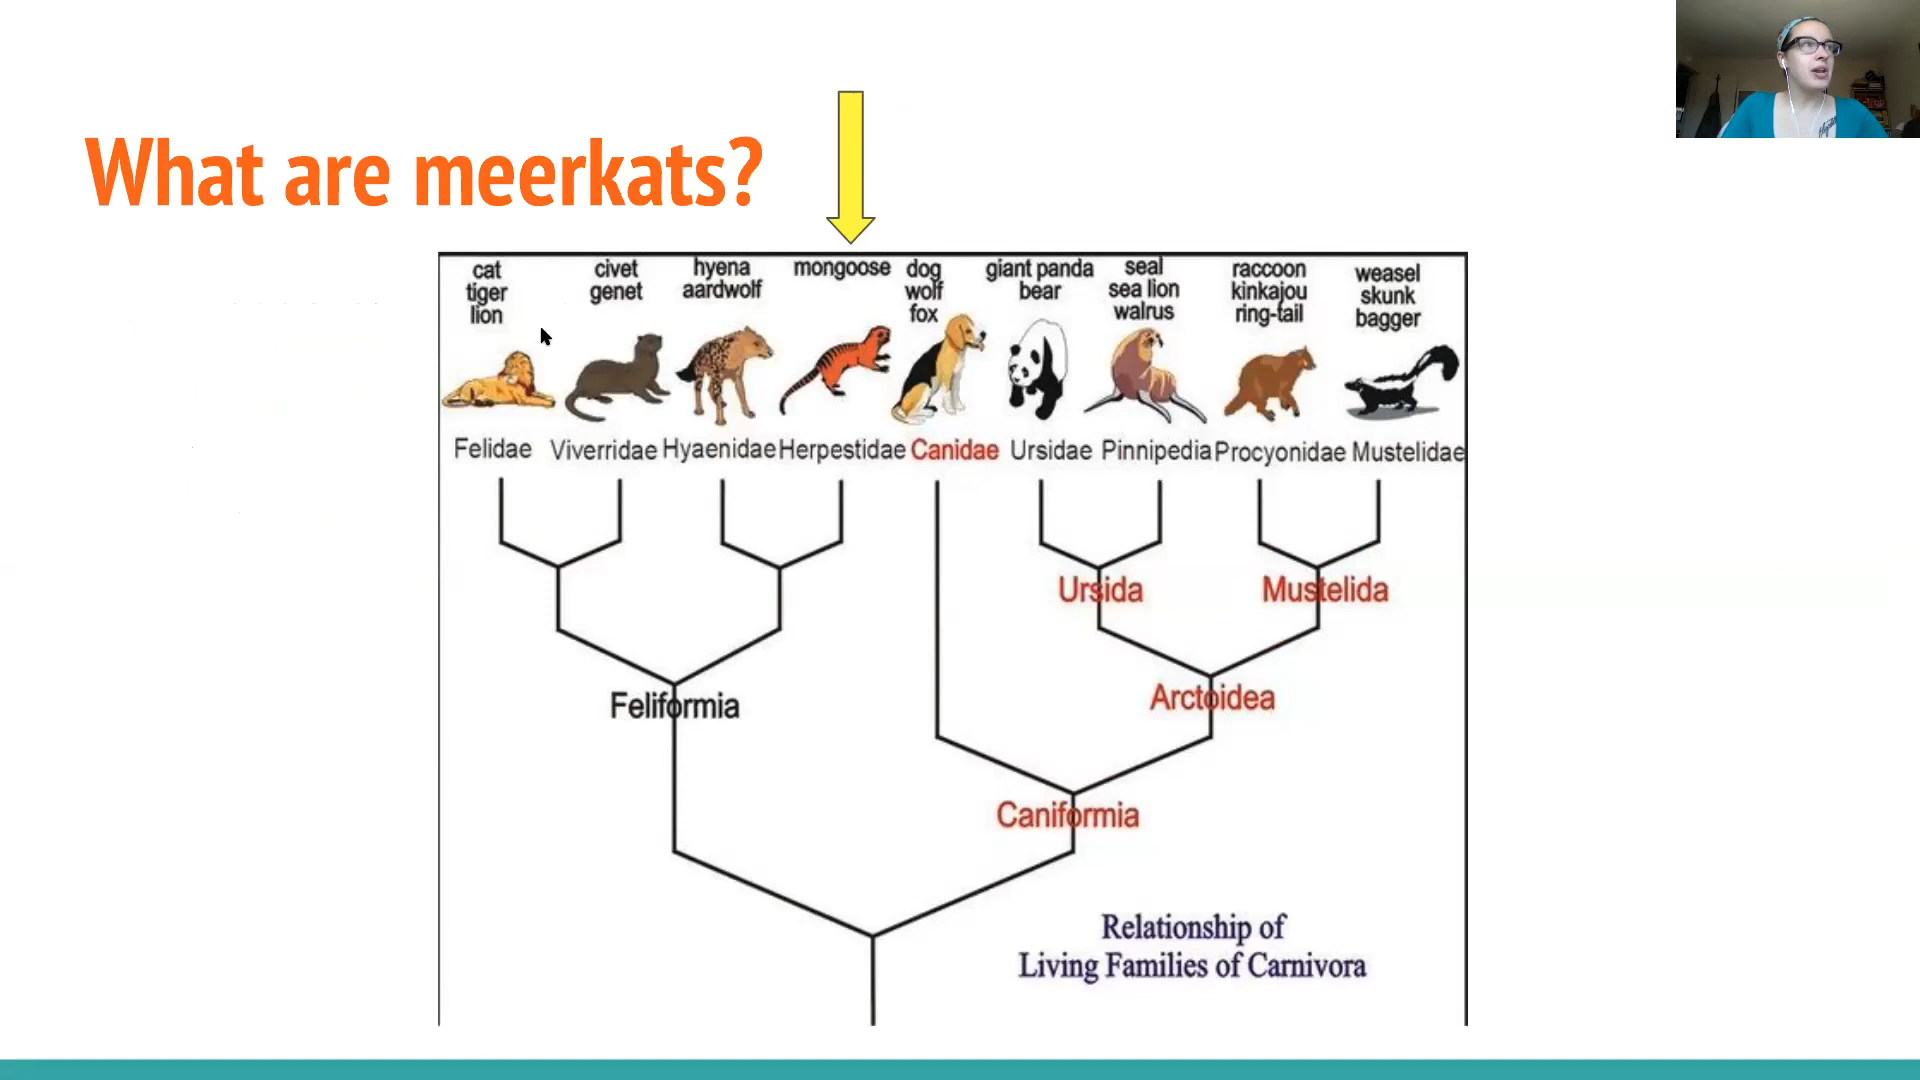 What are meerkats?
cat
tiger
lion
civet
genet
hyena
aardwolf
mongoose
dog
wolf
fox
giant panda
bear
seal
sea lion
walrus
raccoon
kinkajou
ring-tail
weasel
skunk
bagger
Felidae
Viverridae
Hyaenidae
Herpestidae
Canidae
Ursidae
Pinnipedia
Procyonidae
Mustelidae
Ursida
Mustelida
Feliformia
Arctoidea
Caniformia
Relationship of
Living Families of Carnivora